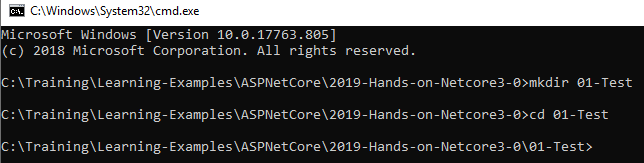 C:\Windows\System32\cmd.exe
Microsoft Windows [Version 10.0.17763.805]
(c) 2018 Microsoft Corporation. All rights reserved.
C:\Training\Learning-Examples\ASPNetCore\2019-Hands-on-Netcore3-0>mkdir 01-Test
C:\Training\Learning-Examples\ASPNetCore\2019-Hands-on-Netcore3-0>cd 01-Test
C:\Training\Learning-Examples\ASPNetCore\2019-Hands-on-Netcore3-0\01-Test>